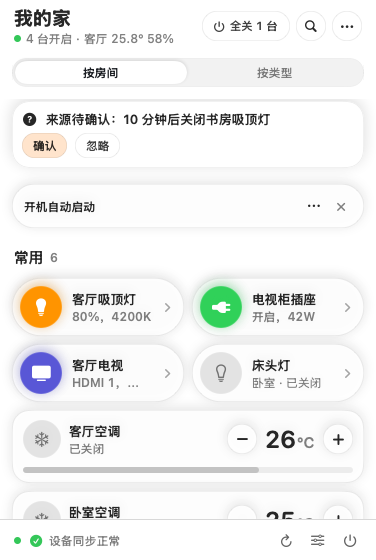 我的家
4 台开启 · 客厅 25.8° 58%
全关 1 台
按房间
按类型
来源待确认：10 分钟后关闭书房吸顶灯
确认
忽略
开机自动启动
常用 6
客厅吸顶灯
80%，4200K
电视柜插座
开启，42W
客厅电视
HDMI 1，...
床头灯
卧室 · 已关闭
客厅空调
已关闭
26°C
卧室空调
25°C
设备同步正常